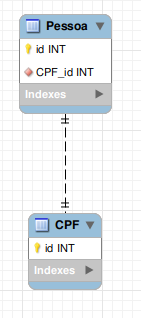 Pessoa
id INT
CPF_id INT
Indexes
CPF
id INT
Indexes